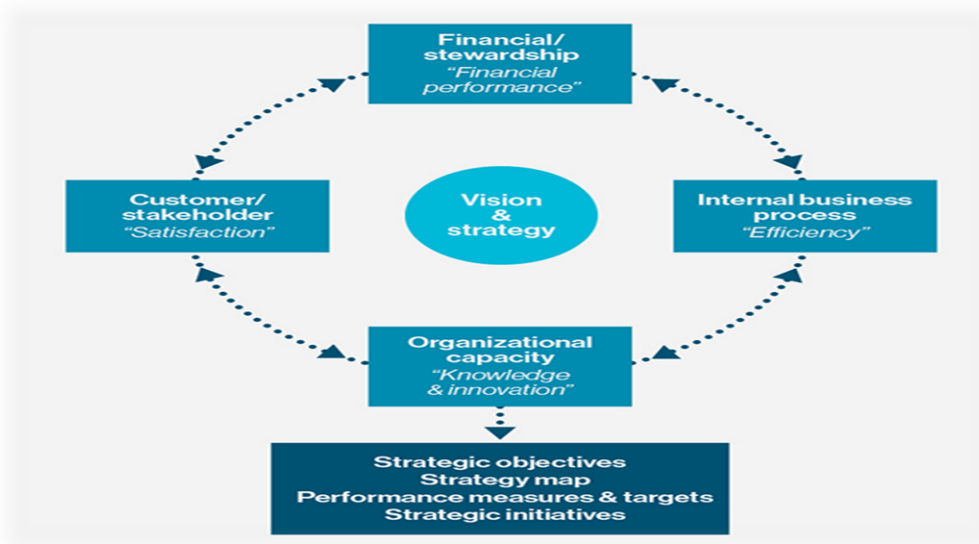 Financial/
stewardship
“Financial
performance”
Customer/
stakeholder
“Satisfaction”
Vision
&
strategy
Internal business
process
“Efficiency”
Organizational
capacity
“Knowledge
& innovation”
Strategic objectives
Strategy map
Performance measures & targets
Strategic initiatives